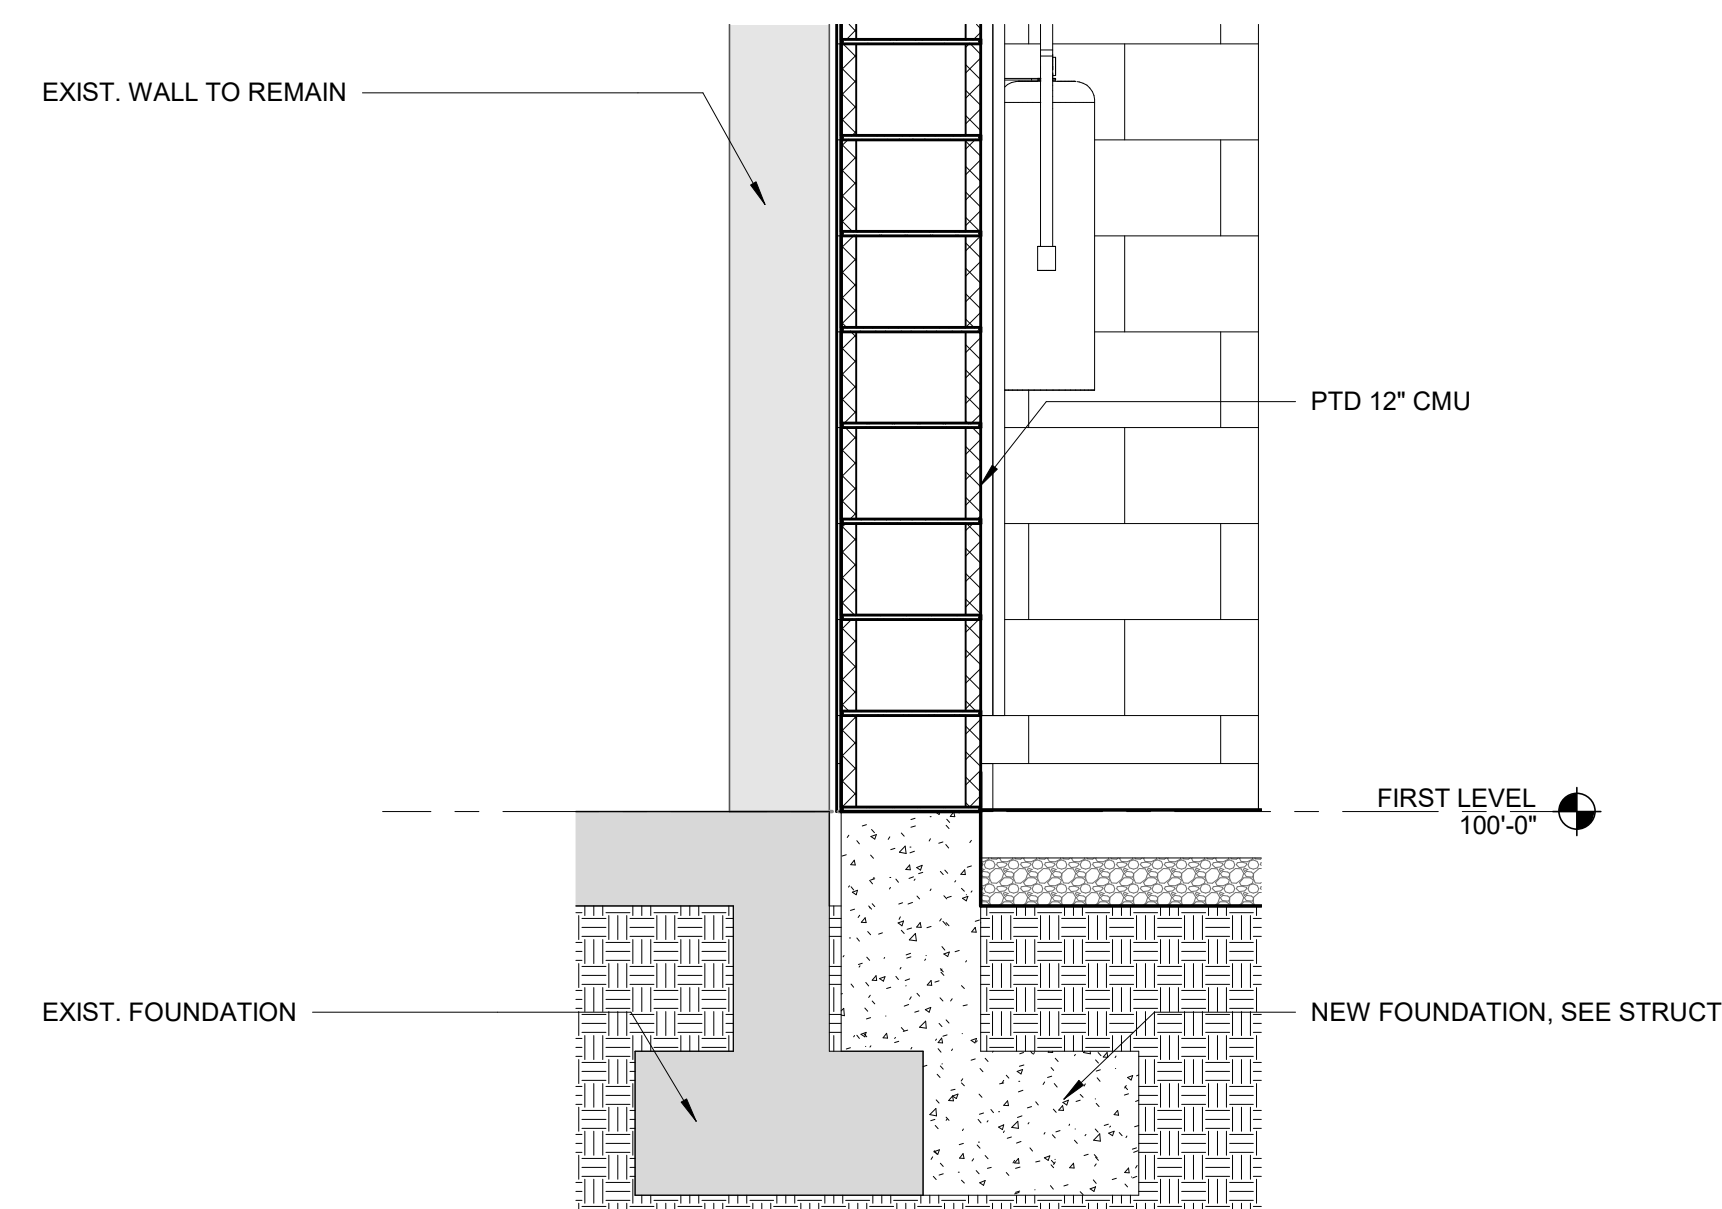 EXIST. WALL TO REMAIN
PTD 12" CMU
FIRST LEVEL
100'-0"
EXIST. FOUNDATION
NEW FOUNDATION, SEE STRUCT